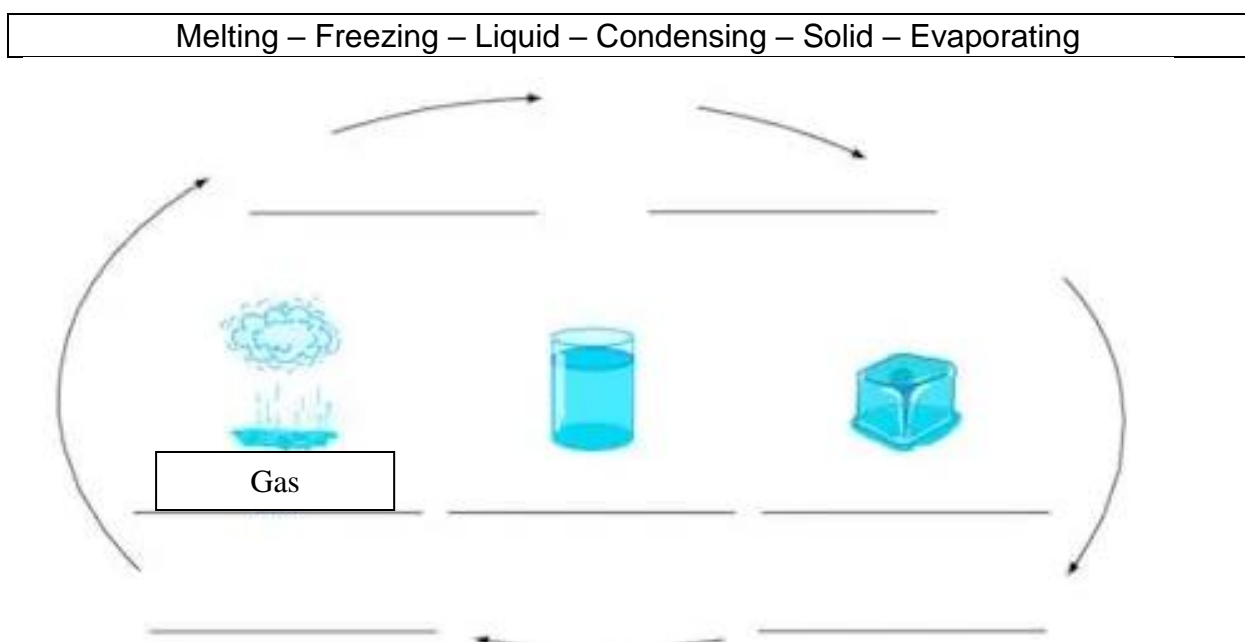 Melting – Freezing – Liquid – Condensing – Solid – Evaporating
Gas